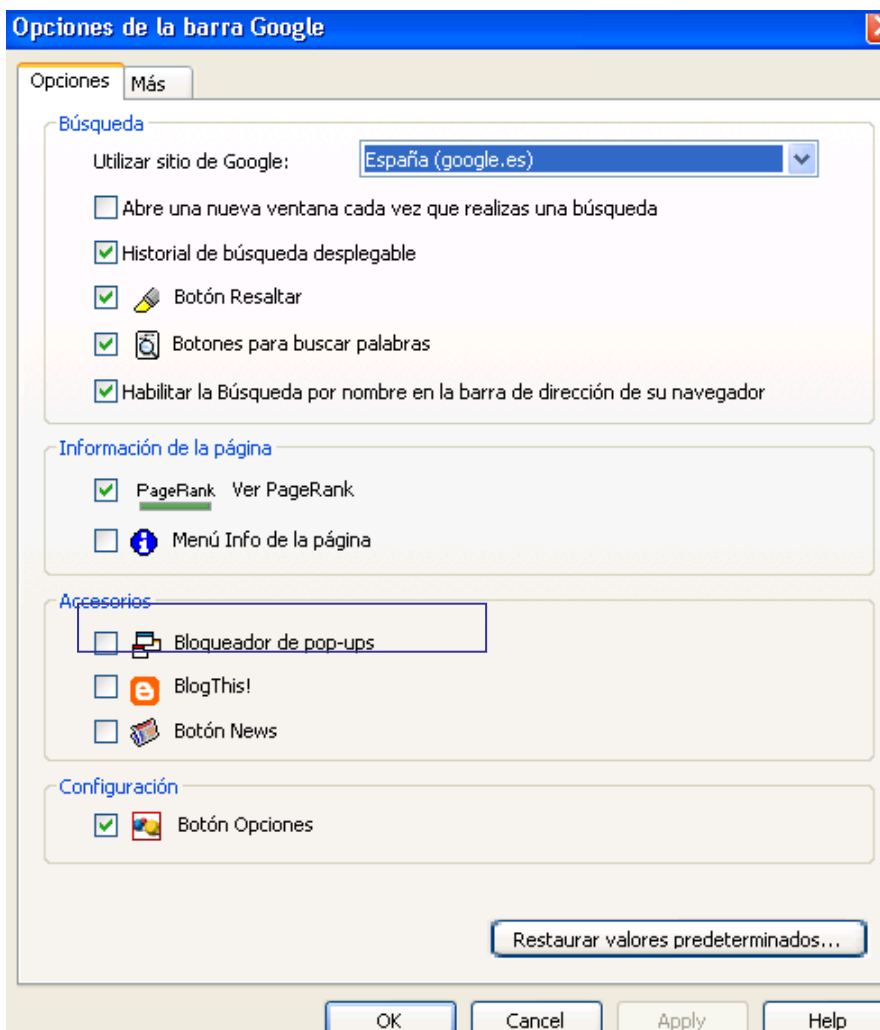 Opciones de la barra Google
Opciones Más
Búsqueda
Utilizar sitio de Google: España (google.es)
Abre una nueva ventana cada vez que realizas una búsqueda
Historial de búsqueda desplegable
Botón Resaltar
Botones para buscar palabras
Habilitar la Búsqueda por nombre en la barra de dirección de su navegador
Información de la página
PageRank Ver PageRank
Menú Info de la página
Accesorios
Bloqueador de pop-ups
BlogThis!
Botón News
Configuración
Botón Opciones
Restaurar valores predeterminados...
OK Cancel Apply Help